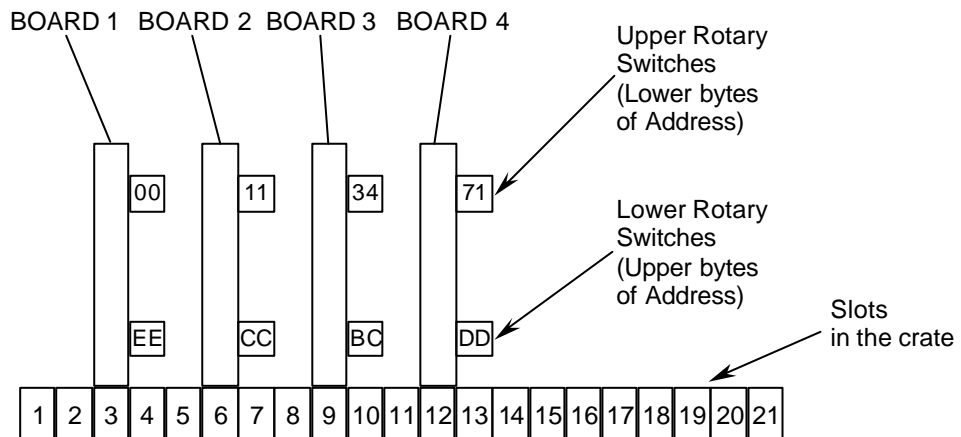 BOARD 1 BOARD 2 BOARD 3 BOARD 4
Upper Rotary
Switches
(Lower bytes
of Address)
00 11 34 71
Lower Rotary
Switches
(Upper bytes
of Address)
EE CC BC DD
Slots
in the crate
1 2 3 4 5 6 7 8 9 10 11 12 13 14 15 16 17 18 19 20 21